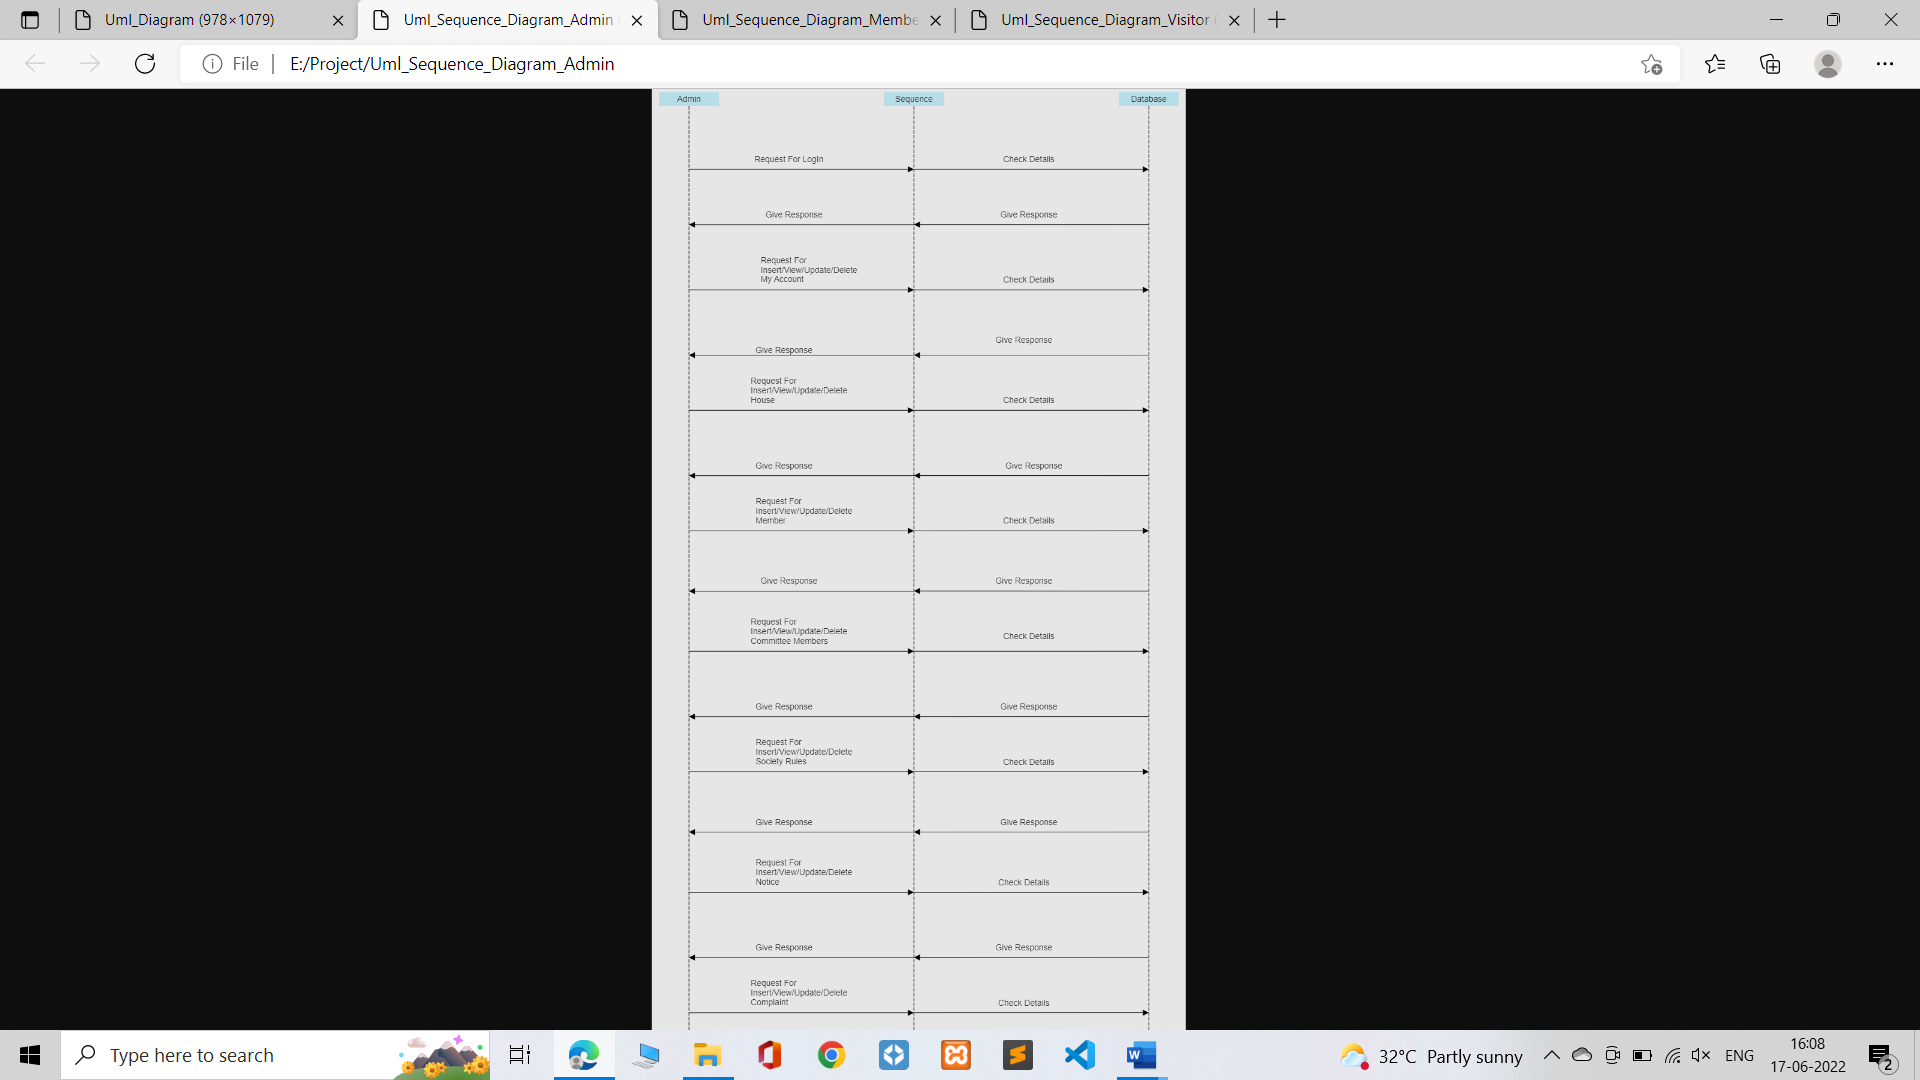 Uml_Diagram (978×1079)
Uml_Sequence_Diagram_Admin
Uml_Sequence_Diagram_Membe
Uml_Sequence_Diagram_Visitor
File
E:/Project/Uml_Sequence_Diagram_Admin
Admin
Sequence
Database
Request For LogIn
Check Details
Give Response
Give Response
Request For
Insert/View/Update/Delete
My Account
Check Details
Give Response
Give Response
Request For
Insert/View/Update/Delete
House
Check Details
Give Response
Give Response
Request For
Insert/View/Update/Delete
Member
Check Details
Give Response
Give Response
Request For
Insert/View/Update/Delete
Committee Members
Check Details
Give Response
Give Response
Request For
Insert/View/Update/Delete
Society Rules
Check Details
Give Response
Give Response
Request For
Insert/View/Update/Delete
Notice
Check Details
Give Response
Give Response
Request For
Insert/View/Update/Delete
Complaint
Check Details
Type here to search
32°C Partly sunny
ENG
16:08
17-06-2022
2